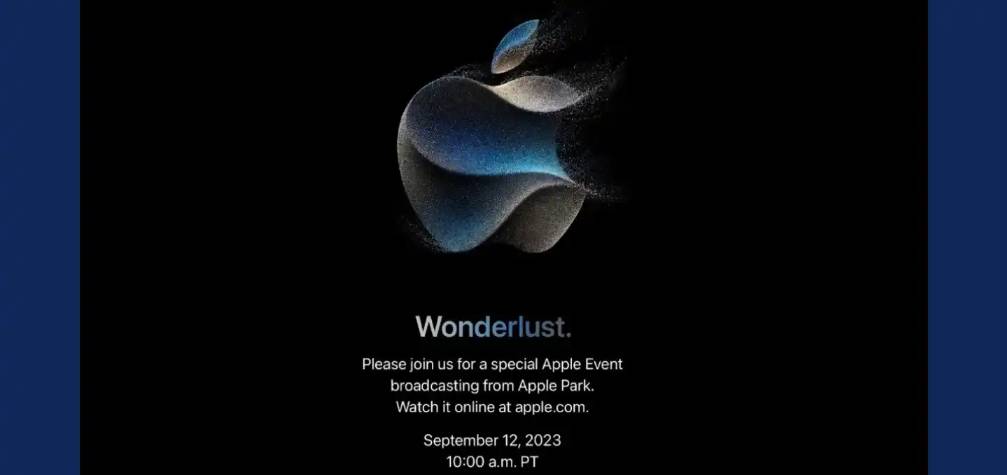 Wonderlust.
Please join us for a special Apple Event
broadcasting from Apple Park.
Watch it online at apple.com.
September 12, 2023
10:00 a.m. PT